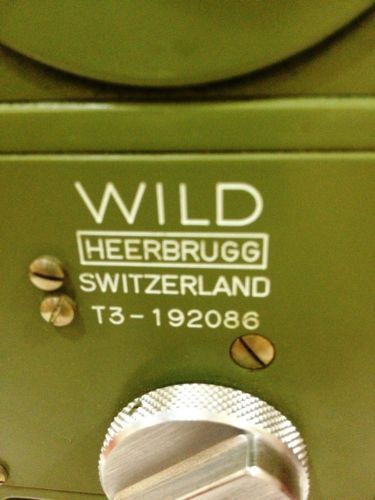 WILD
HEERBRUGG
SWITZERLAND
T3-192086